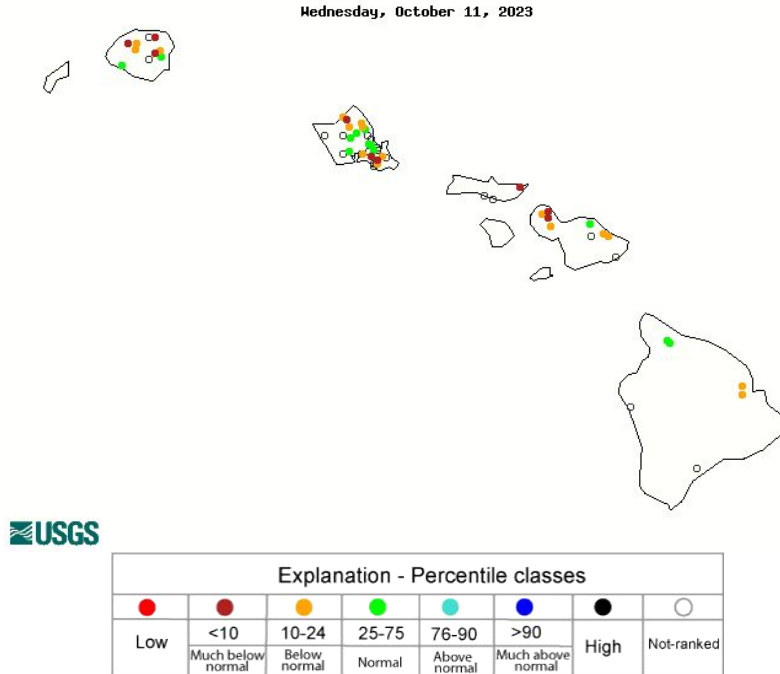 Wednesday, October 11, 2023
USGS
Explanation - Percentile classes
Low
<10
10-24
25-75
76-90
>90
High
Not-ranked
Much below normal
Below normal
Normal
Above normal
Much above normal